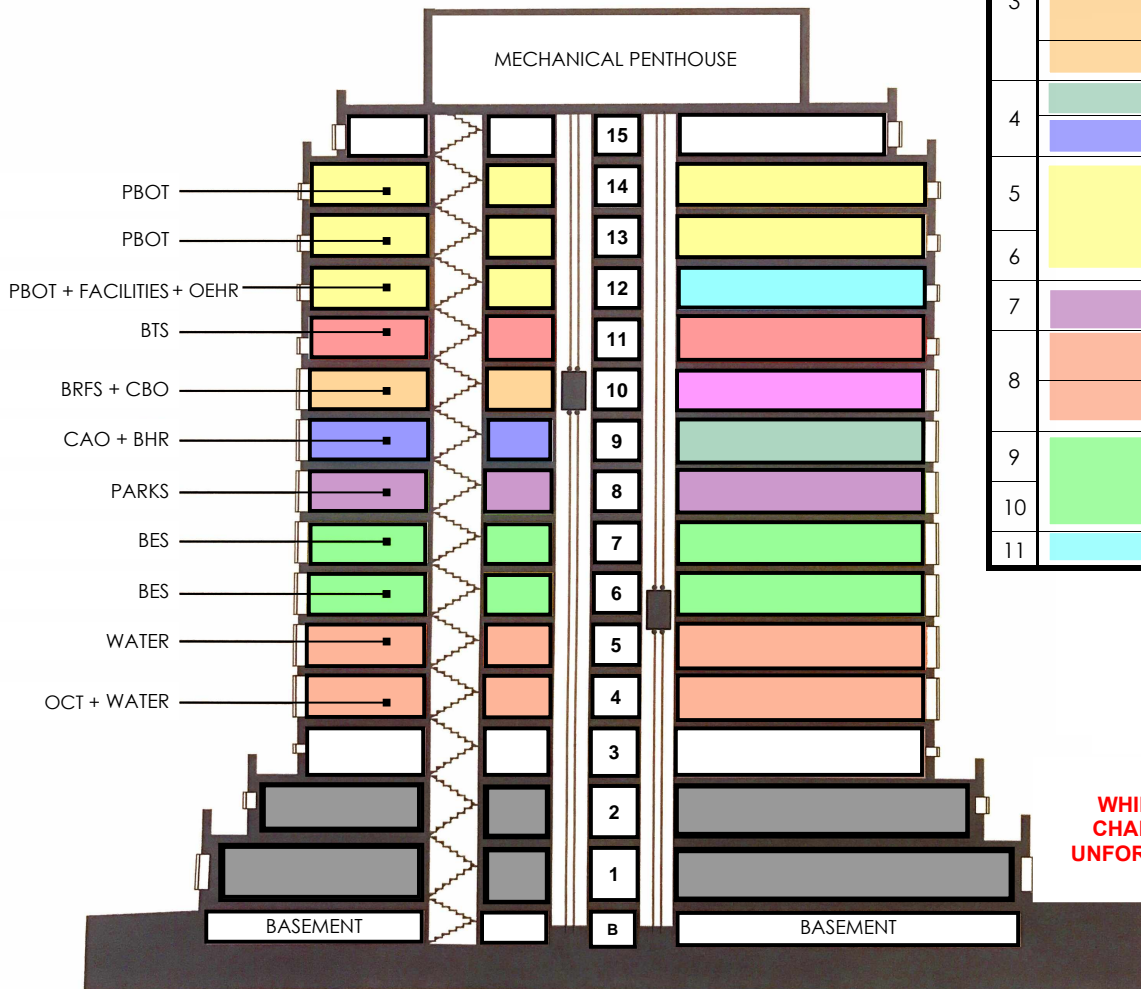 MECHANICAL PENTHOUSE
15
PBOT 14
PBOT 13
PBOT + FACILITIES + OEHR 12
BTS 11
BRFS + CBO 10
CAO + BHR 9
PARKS 8
BES 7
BES 6
WATER 5
OCT + WATER 4
3
2
1
BASEMENT B BASEMENT
3
4
5
6
7
8
9
10
11